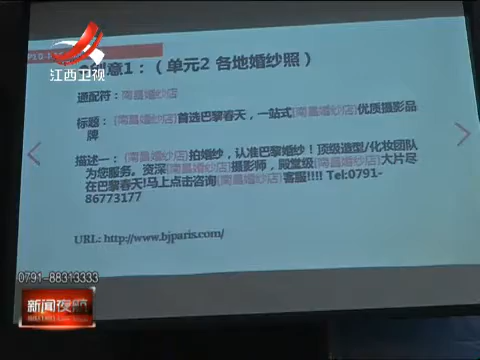 江西卫视
创意1：（单元2 各地婚纱照）
通配符：{南昌婚纱店}
标题：{南昌婚纱店}首选巴黎春天，一站式{南昌婚纱店}优质摄影品
牌
描述一：{南昌婚纱店}拍婚纱，认准巴黎婚纱！顶级造型/化妆团队
为您服务。资深{南昌婚纱店}摄影师，殿堂级{南昌婚纱店}大片尽
在巴黎春天!马上点击咨询{南昌婚纱店}客服!!!! Tel:0791-
86773177
URL: http://www.bjparis.com/
0791-88313333
新闻夜航